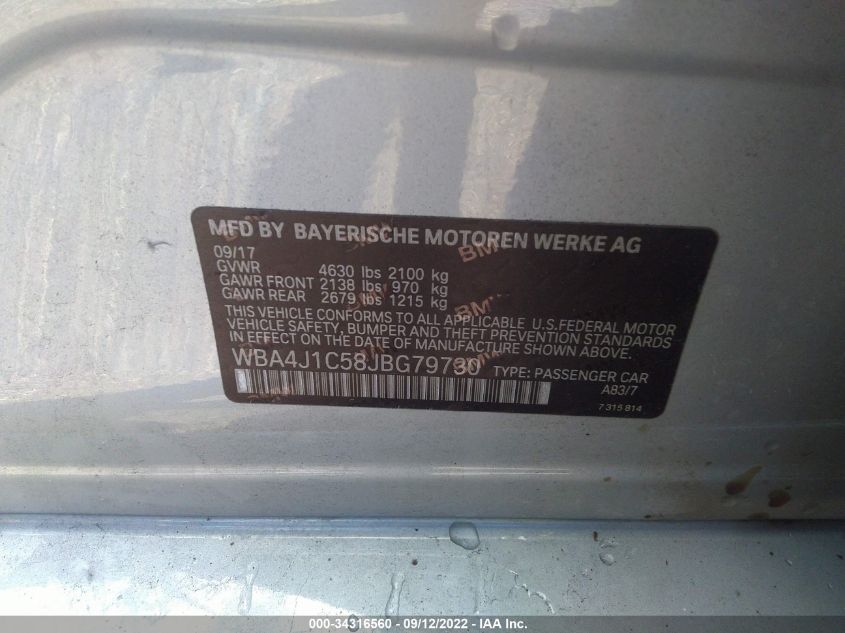 MFD BY BAYERISCHE MOTOREN WERKE AG
09/17
GVWR 4630 lbs 2100 kg
GAWR FRONT 2138 lbs 970 kg
GAWR REAR 2679 lbs 1215 kg
THIS VEHICLE CONFORMS TO ALL APPLICABLE U.S.FEDERAL MOTOR
VEHICLE SAFETY, BUMPER AND THEFT PREVENTION STANDARDS
IN EFFECT ON THE DATE OF MANUFACTURE SHOWN ABOVE.
WBA4J1C58JBG79730 TYPE: PASSENGER CAR
A83/7
7 315 814
000-34316560 - 09/12/2022 - IAA Inc.